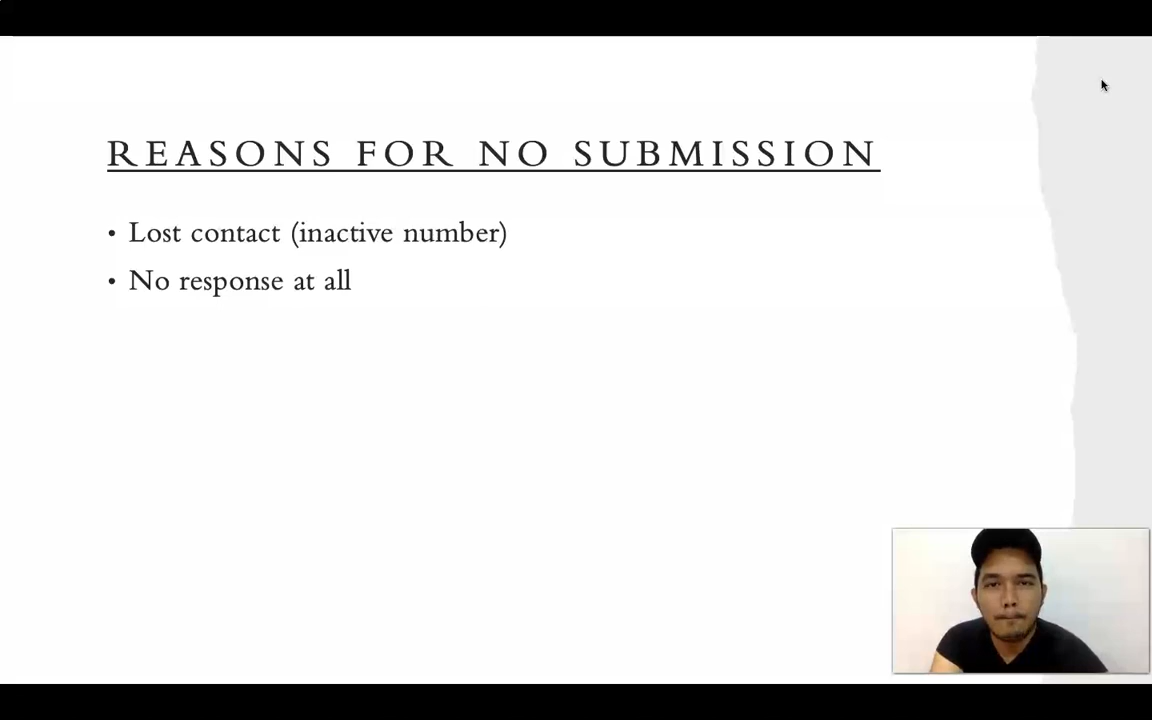 REASONS FOR NO SUBMISSION
• Lost contact (inactive number)
• No response at all